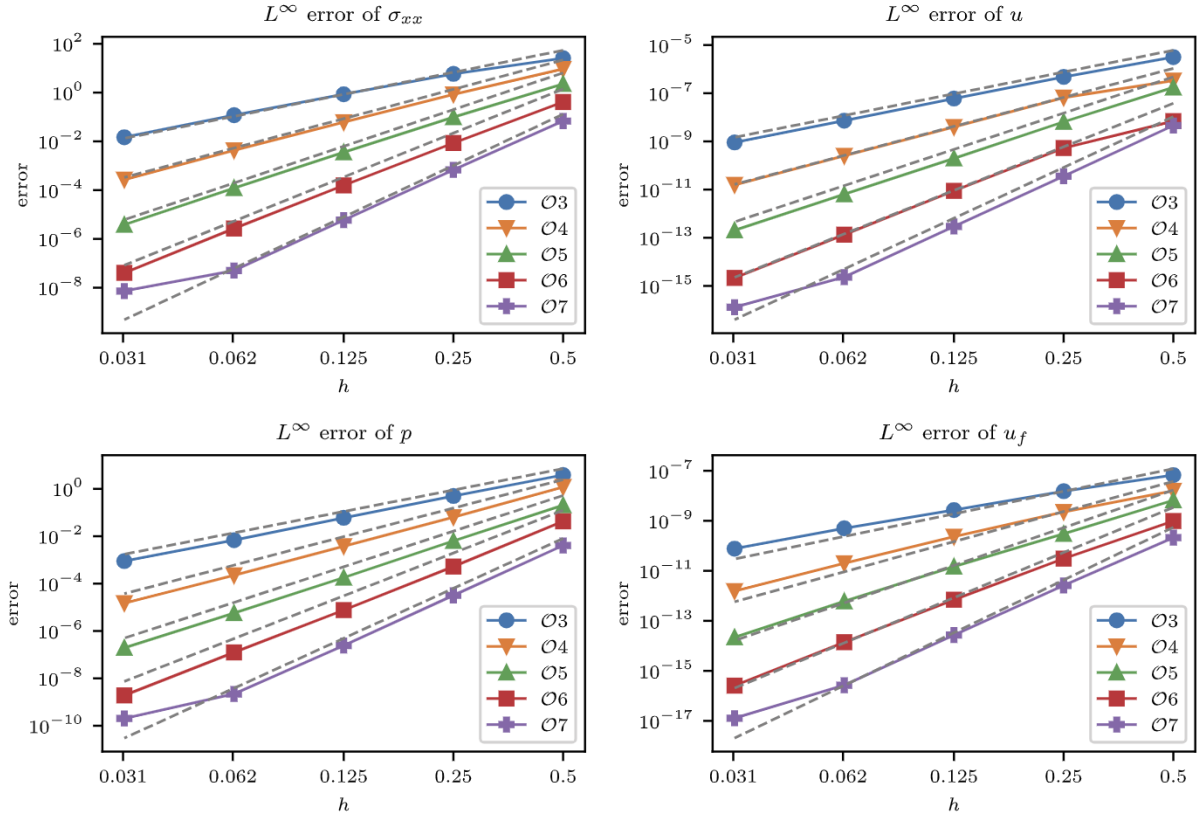 L∞ error of σxx
error
10^2
10^0
10^−2
10^−4
10^−6
10^−8
O3
O4
O5
O6
O7
0.031 0.062 0.125 0.25 0.5
h
L∞ error of u
error
10^−5
10^−7
10^−9
10^−11
10^−13
10^−15
O3
O4
O5
O6
O7
0.031 0.062 0.125 0.25 0.5
h
L∞ error of p
error
10^0
10^−2
10^−4
10^−6
10^−8
10^−10
O3
O4
O5
O6
O7
0.031 0.062 0.125 0.25 0.5
h
L∞ error of uf
error
10^−7
10^−9
10^−11
10^−13
10^−15
10^−17
O3
O4
O5
O6
O7
0.031 0.062 0.125 0.25 0.5
h